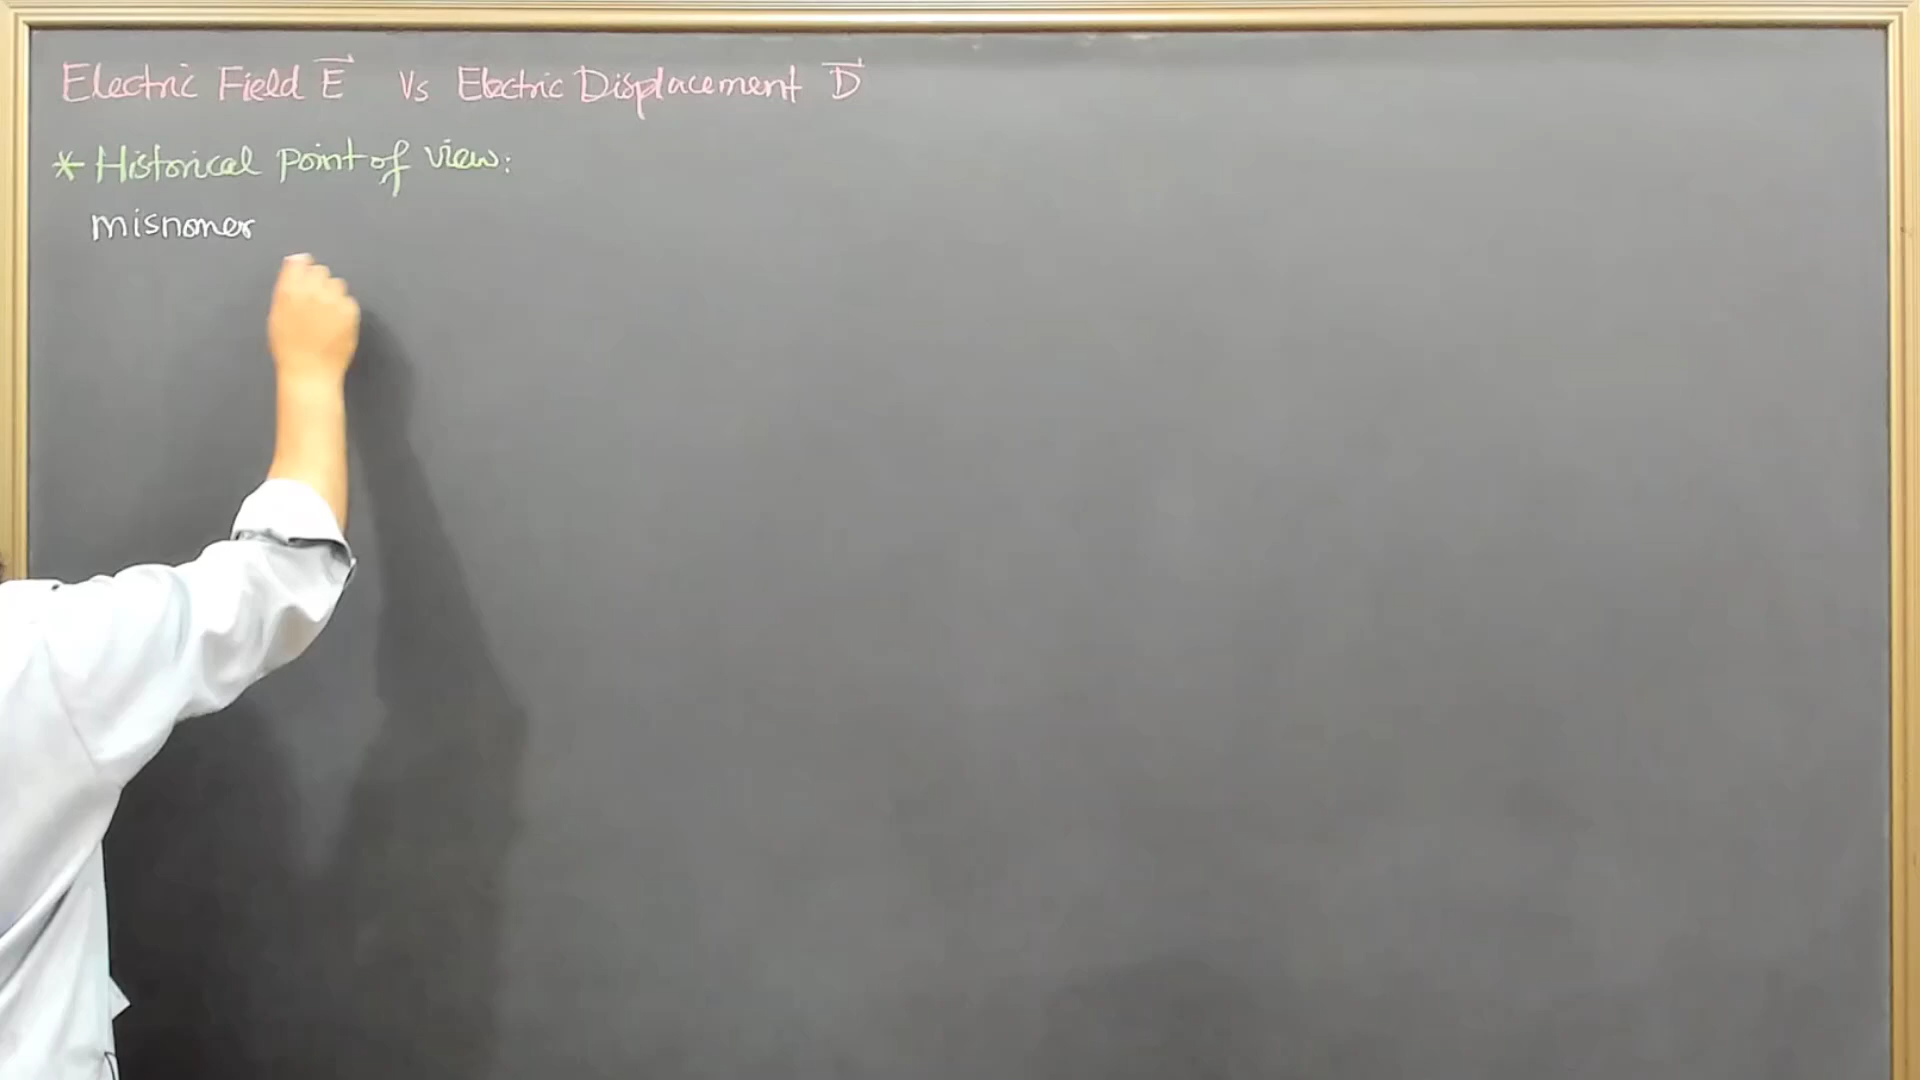 Electric Field E⃗ Vs Electric Displacement D⃗
* Historical point of view:
misnomer